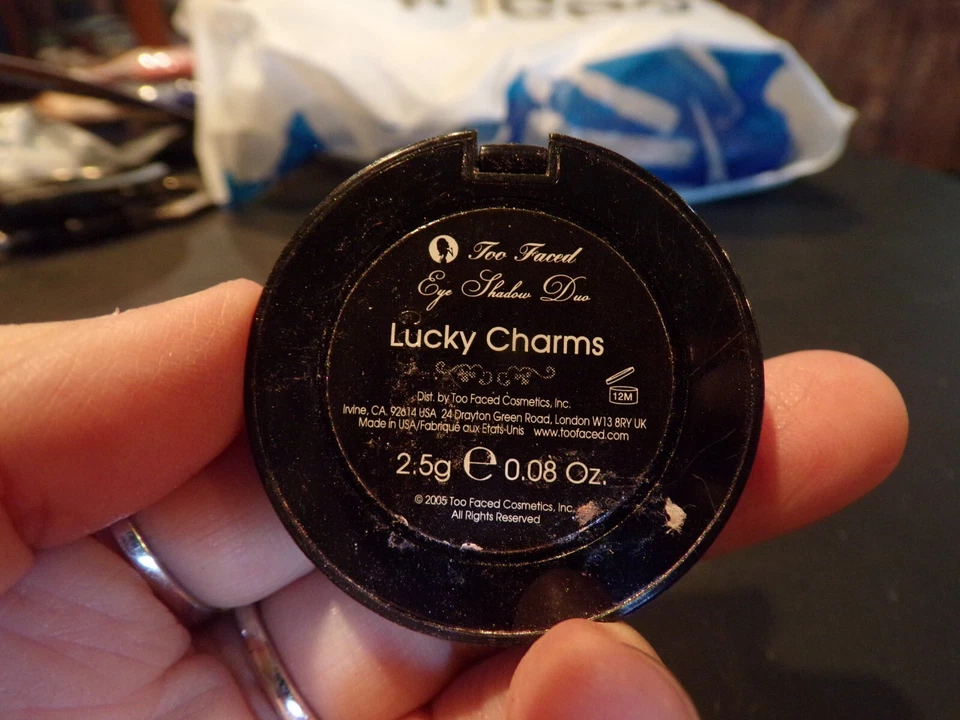 Too Faced
Eye Shadow Duo
Lucky Charms
12M
Dist. by Too Faced Cosmetics, Inc.
Irvine, CA. 92614 USA 24 Drayton Green Road, London W13 8RY UK
Made in USA/Fabriqué aux Etats-Unis www.toofaced.com
2.5g e 0.08 Oz.
© 2005 Too Faced Cosmetics, Inc.
All Rights Reserved